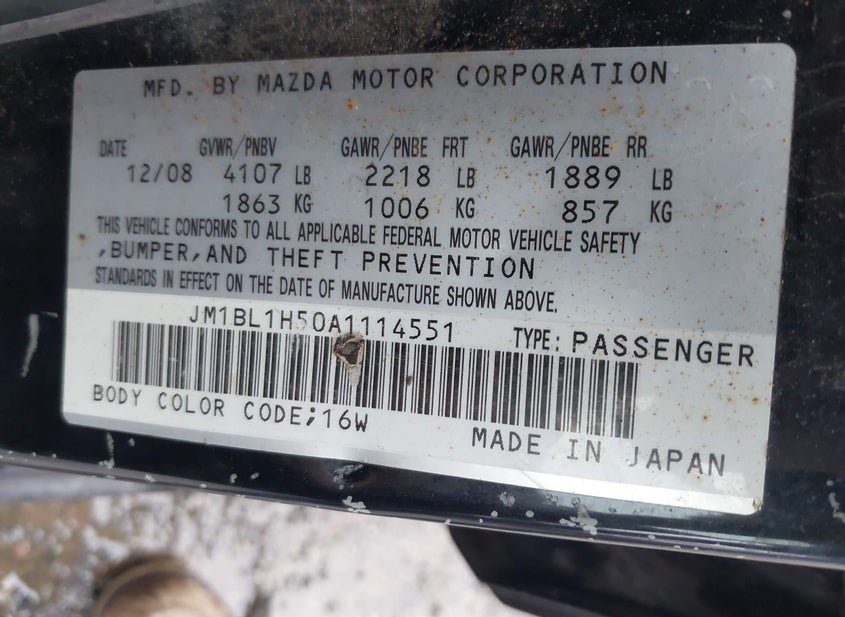 MFD. BY MAZDA MOTOR CORPORATION
DATE GVWR/PNBV GAWR/PNBE FRT GAWR/PNBE RR
12/08 4107 LB 2218 LB 1889 LB
1863 KG 1006 KG 857 KG
THIS VEHICLE CONFORMS TO ALL APPLICABLE FEDERAL MOTOR VEHICLE SAFETY
,BUMPER,AND THEFT PREVENTION
STANDARDS IN EFFECT ON THE DATE OF MANUFACTURE SHOWN ABOVE.
JM1BL1H50A1114551 TYPE: PASSENGER
BODY COLOR CODE;16W
MADE IN JAPAN